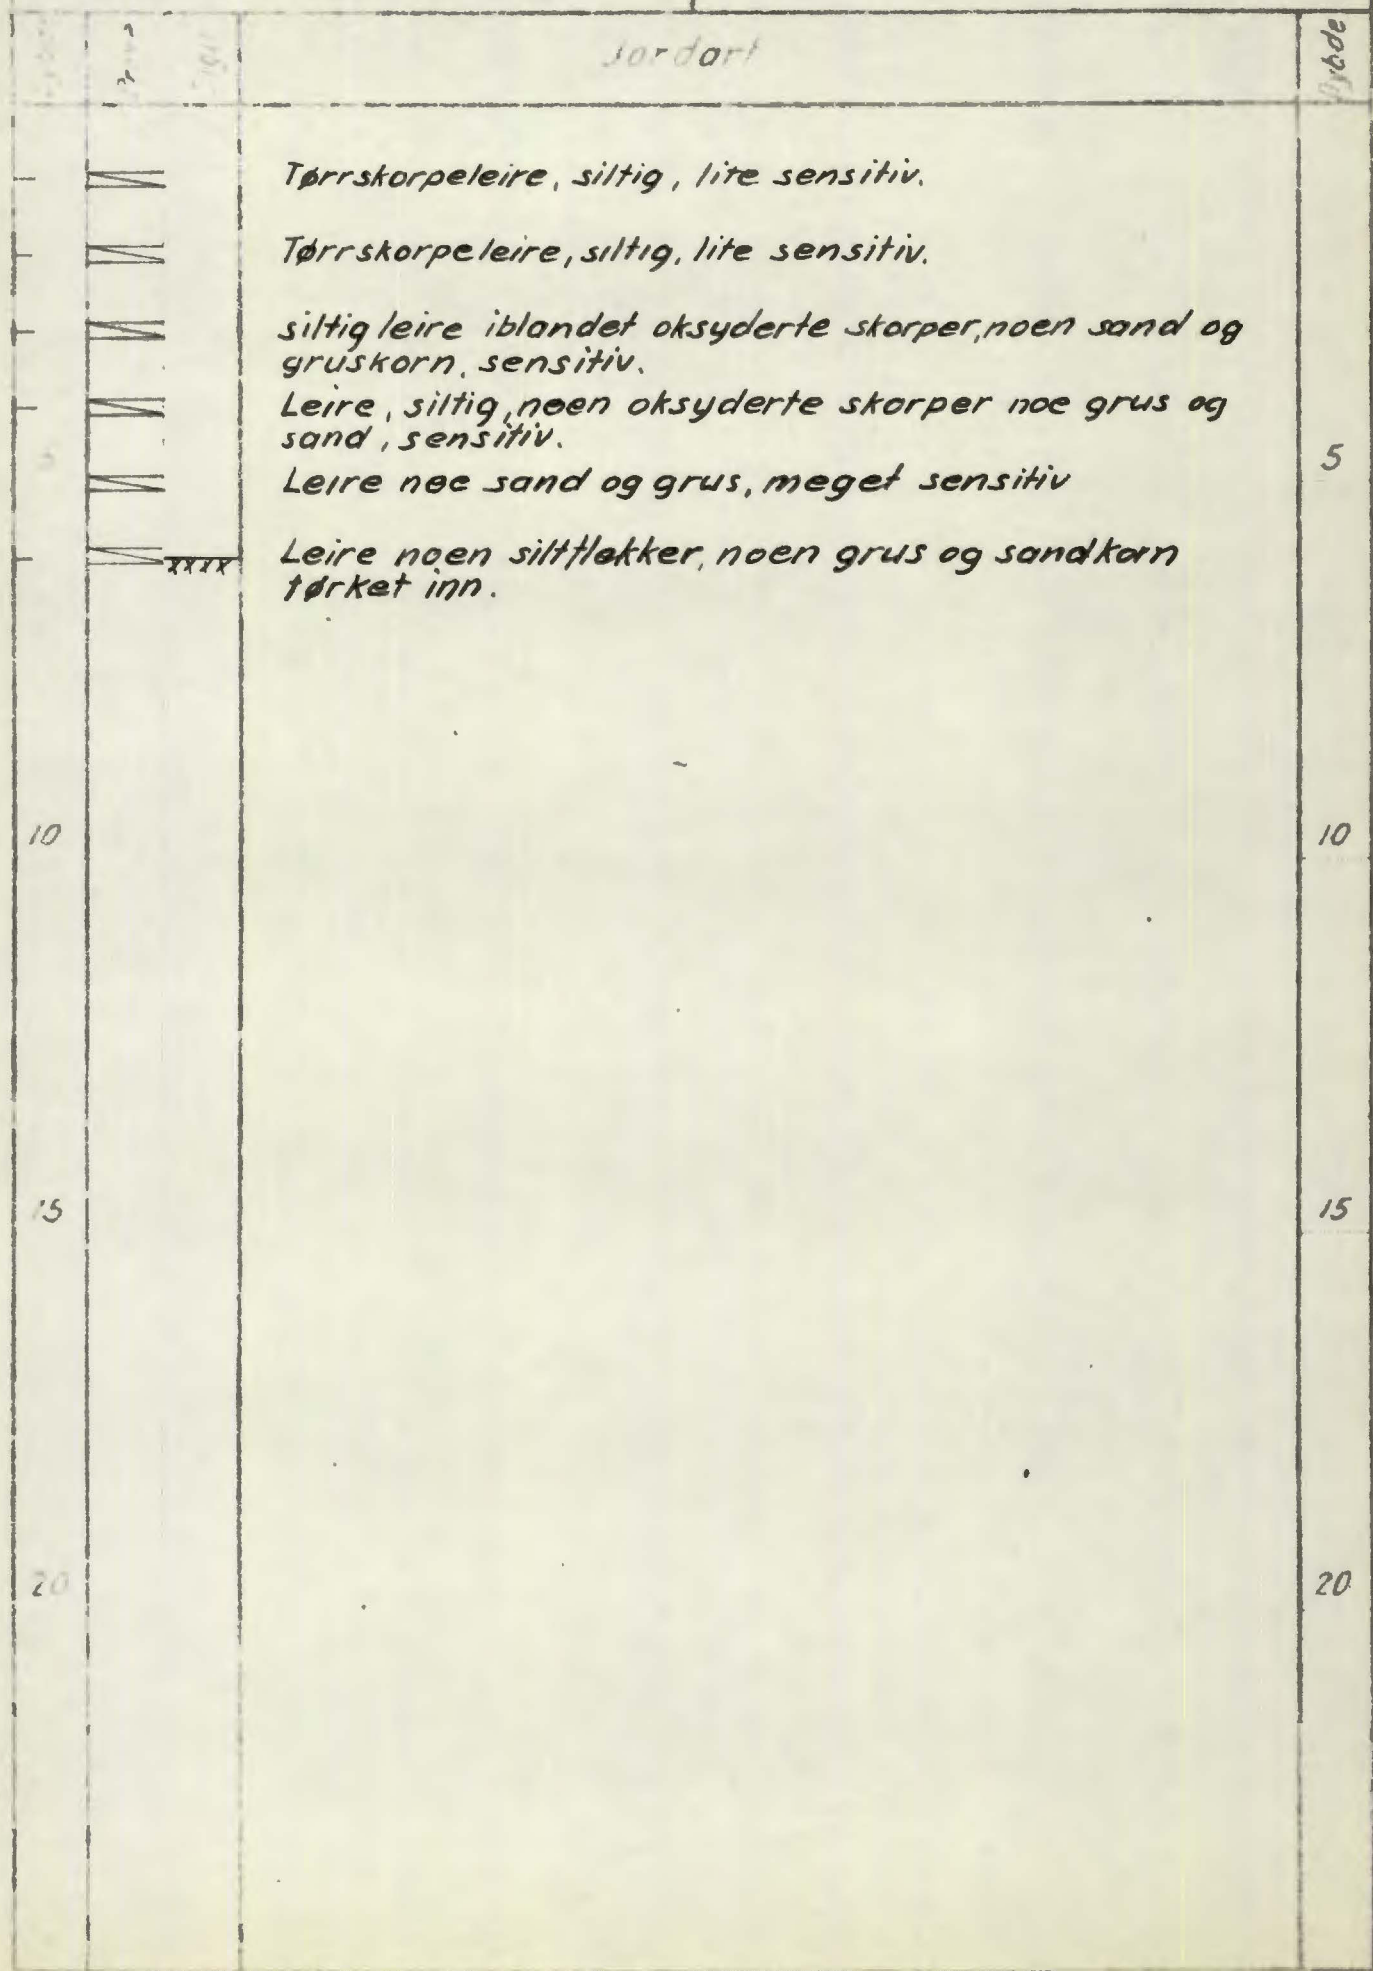 Jordart
Dybde
Tørrskorpeleire, siltig, lite sensitiv.
Tørrskorpeleire, siltig, lite sensitiv.
siltig leire iblandet oksyderte skorper, noen sand og
gruskorn, sensitiv.
Leire, siltig, noen oksyderte skorper noe grus og
sand, sensitiv.
5
Leire noe sand og grus, meget sensitiv
Leire noen siltflekker, noen grus og sandkorn
tørket inn.
10
10
15
15
20
20